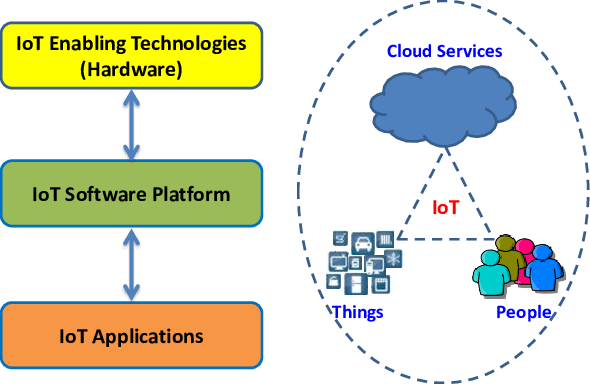 IoT Enabling Technologies
(Hardware)
IoT Software Platform
IoT Applications
Cloud Services
IoT
Things
People